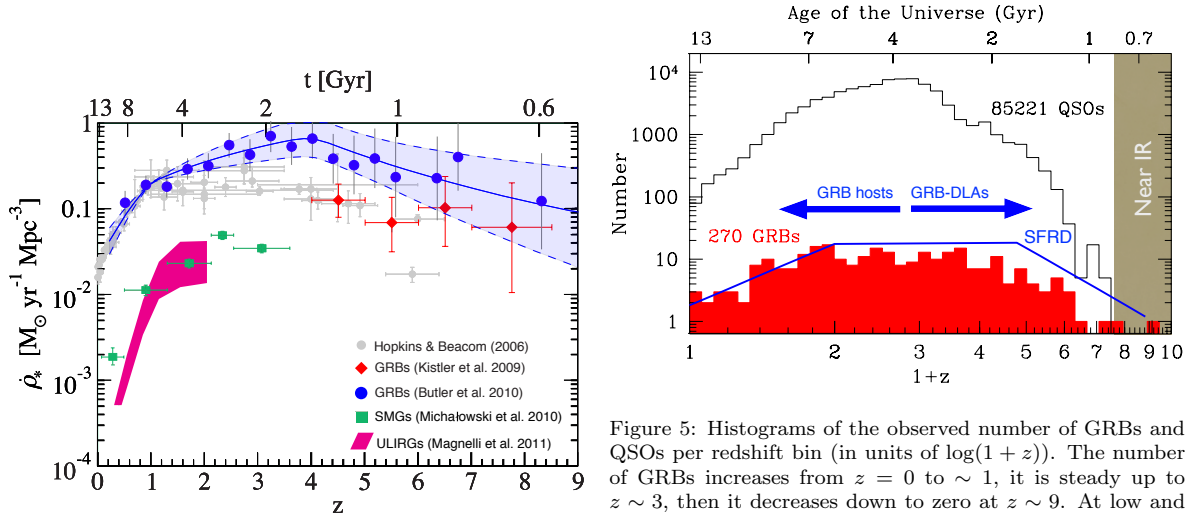 t [Gyr]
13 8 4 2 1 0.6
1
0.1
10⁻²
10⁻³
10⁻⁴
ρ̇* [M☉ yr⁻¹ Mpc⁻³]
Hopkins & Beacom (2006)
GRBs (Kistler et al. 2009)
GRBs (Butler et al. 2010)
SMGs (Michałowski et al. 2010)
ULIRGs (Magnelli et al. 2011)
0 1 2 3 4 5 6 7 8 9
z
Age of the Universe (Gyr)
13 7 4 2 1 0.7
10⁴
1000
100
10
1
Number
85221 QSOs
Near IR
GRB hosts GRB-DLAs
270 GRBs
SFRD
1 2 3 4 5 6 7 8 9 10
1+z
Figure 5: Histograms of the observed number of GRBs and
QSOs per redshift bin (in units of log(1 + z)). The number
of GRBs increases from z = 0 to ∼ 1, it is steady up to
z ∼ 3, then it decreases down to zero at z ∼ 9. At low and